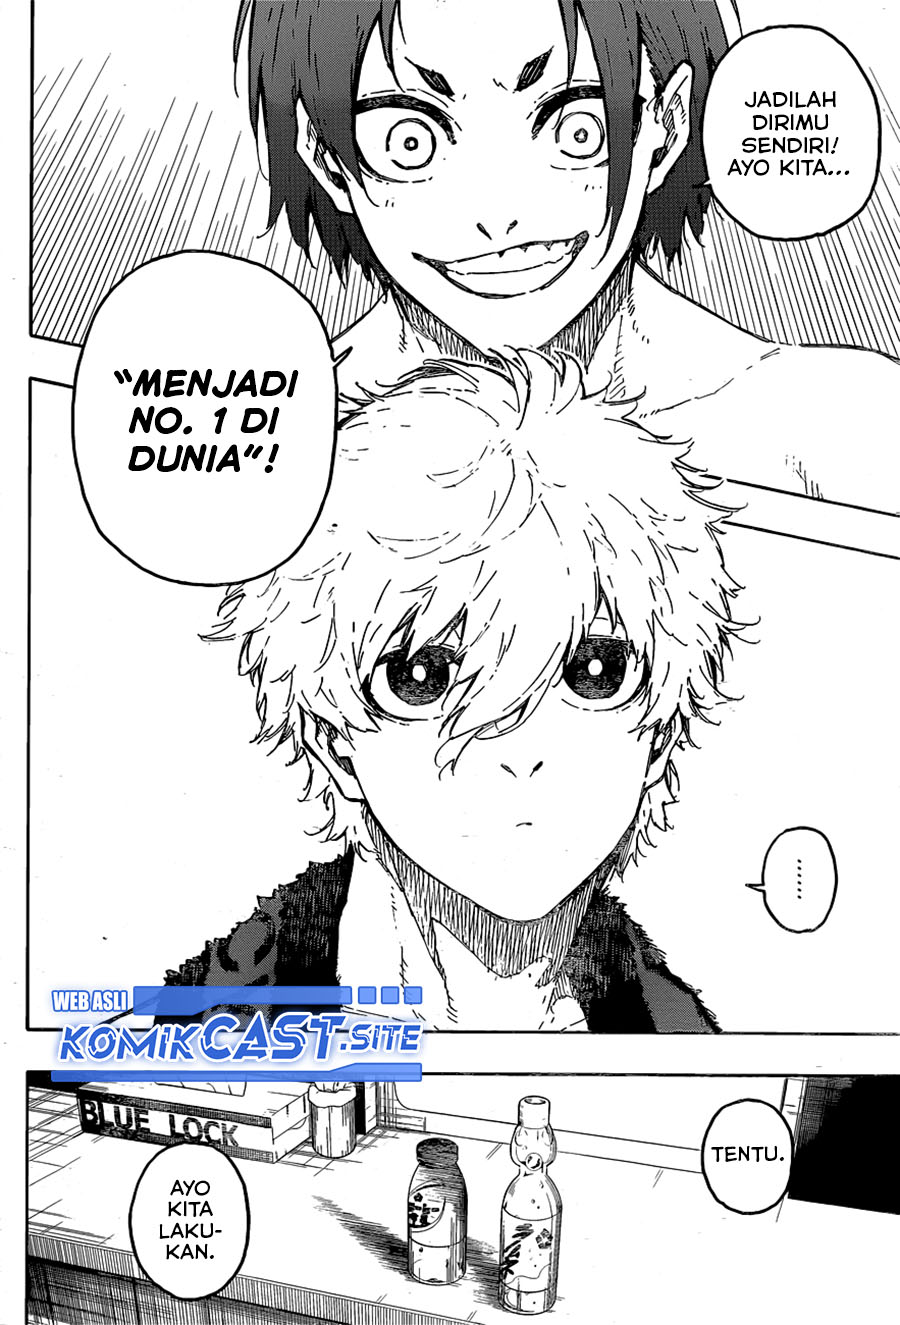 JADILAH
DIRIMU
SENDIRI!
AYO KITA...
"MENJADI
NO. 1 DI
DUNIA"!
........
WEB ASLI
KOMIKCAST.SITE
BLUE LOCK
TENTU.
AYO
KITA
LAKU-
KAN.